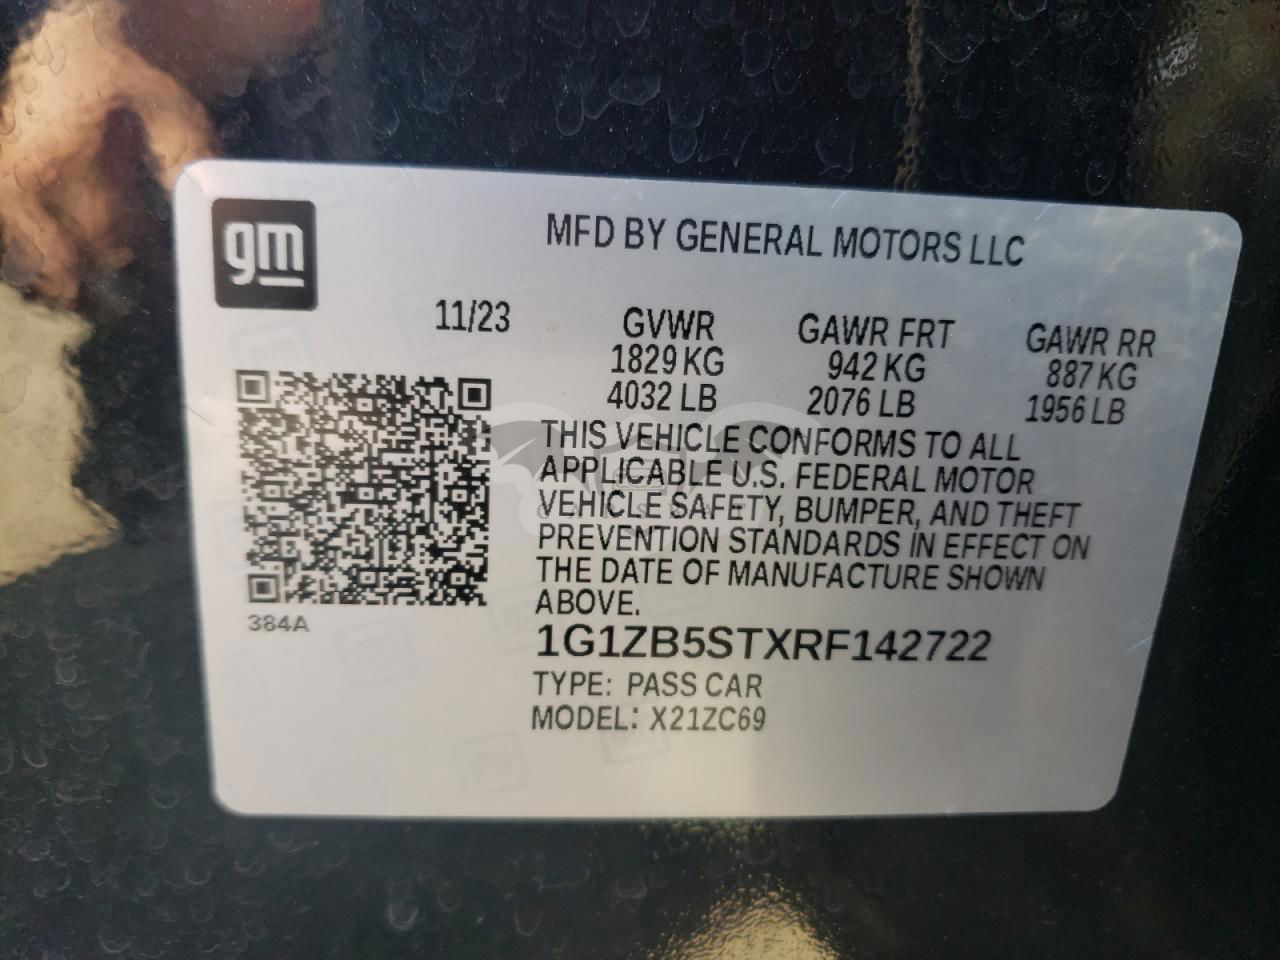 gm
MFD BY GENERAL MOTORS LLC
11/23 GVWR GAWR FRT GAWR RR
1829 KG 942 KG 887 KG
4032 LB 2076 LB 1956 LB
THIS VEHICLE CONFORMS TO ALL
APPLICABLE U.S. FEDERAL MOTOR
VEHICLE SAFETY, BUMPER, AND THEFT
PREVENTION STANDARDS IN EFFECT ON
THE DATE OF MANUFACTURE SHOWN
ABOVE.
384A
1G1ZB5STXRF142722
TYPE: PASS CAR
MODEL: X21ZC69